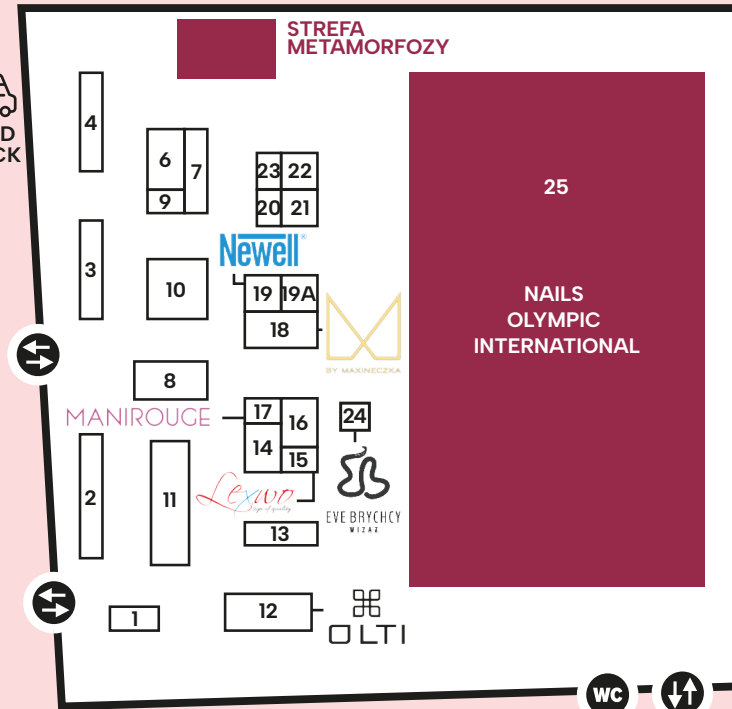 STREFA
METAMORFOZY
D
CK
4
6
7
9
23
22
20
21
25
Newell®
3
10
19
19A
18
NAILS
OLYMPIC
INTERNATIONAL
BY MAXINECZKA
8
MANIROUGE
17
16
24
14
15
2
11
Lexwo
EVE BRYCHCY
WIZAŻ
13
1
12
OLTI
WC